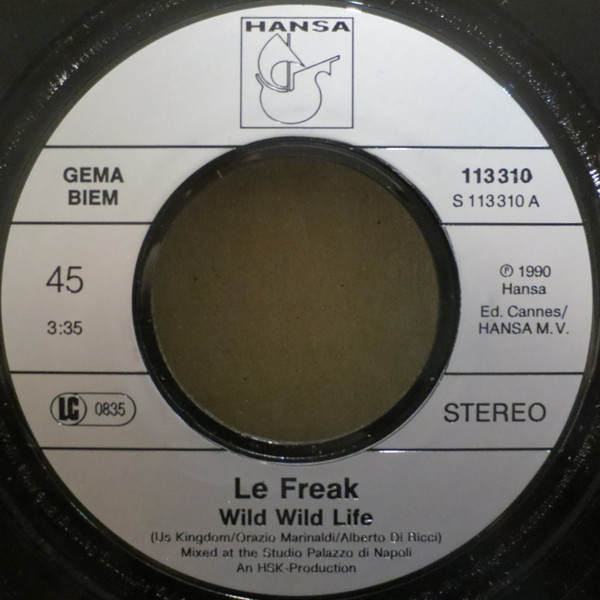 HANSA
GEMA
BIEM
113310
S 113310 A
45
3:35
℗ 1990
Hansa
Ed. Cannes/
HANSA M.V.
LC 0835
STEREO
Le Freak
Wild Wild Life
(Us Kingdom/Orazio Marinaldi/Alberto Di Ricci)
Mixed at the Studio Palazzo di Napoli
An HSK-Production